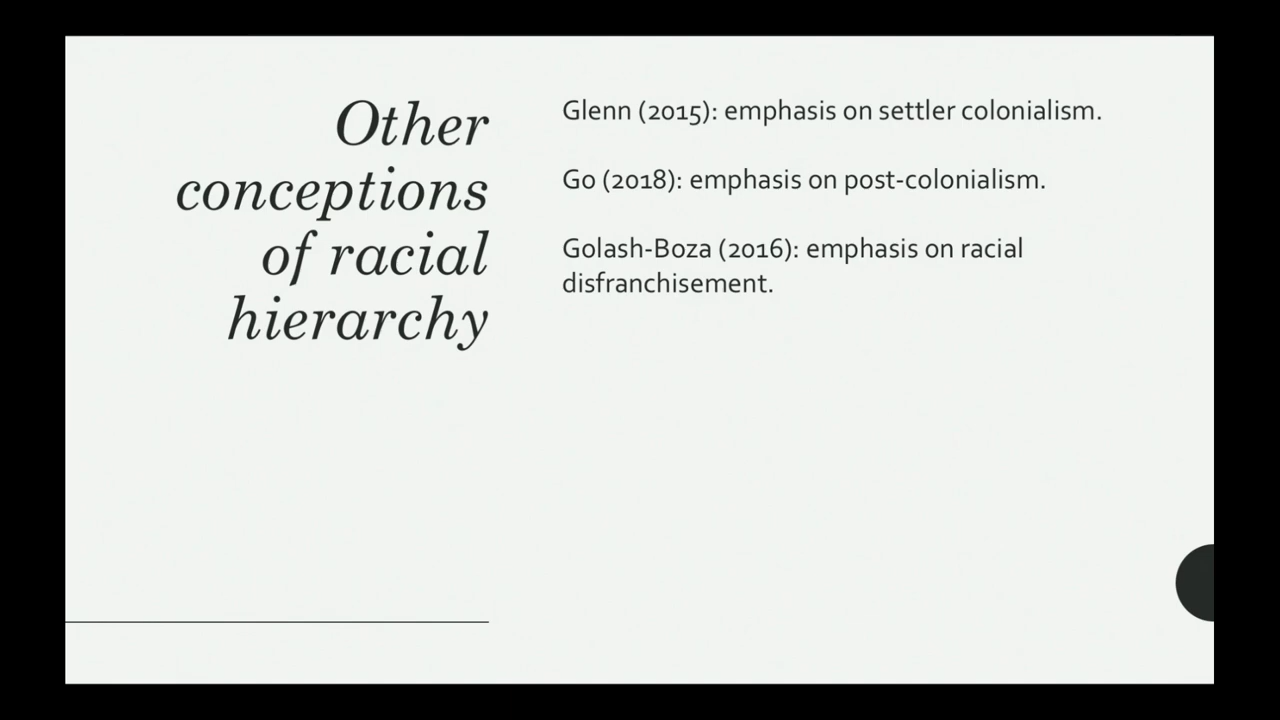 Other
conceptions
of racial
hierarchy
Glenn (2015): emphasis on settler colonialism.
Go (2018): emphasis on post-colonialism.
Golash-Boza (2016): emphasis on racial
disfranchisement.